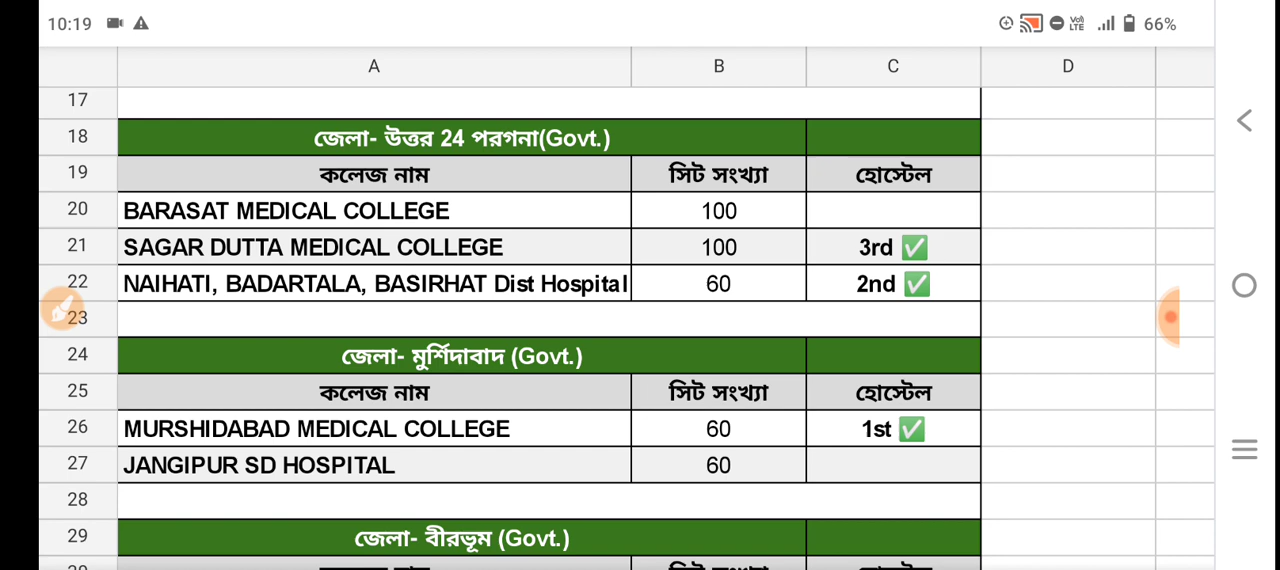 10:19 Vo) LTE 66%
A B C D
17
18 জেলা- উত্তর 24 পরগনা(Govt.)
19 কলেজ নাম সিট সংখ্যা হোস্টেল
20 BARASAT MEDICAL COLLEGE 100
21 SAGAR DUTTA MEDICAL COLLEGE 100 3rd ✅
22 NAIHATI, BADARTALA, BASIRHAT Dist Hospital 60 2nd ✅
23
24 জেলা- মুর্শিদাবাদ (Govt.)
25 কলেজ নাম সিট সংখ্যা হোস্টেল
26 MURSHIDABAD MEDICAL COLLEGE 60 1st ✅
27 JANGIPUR SD HOSPITAL 60
28
29 জেলা- বীরভূম (Govt.)